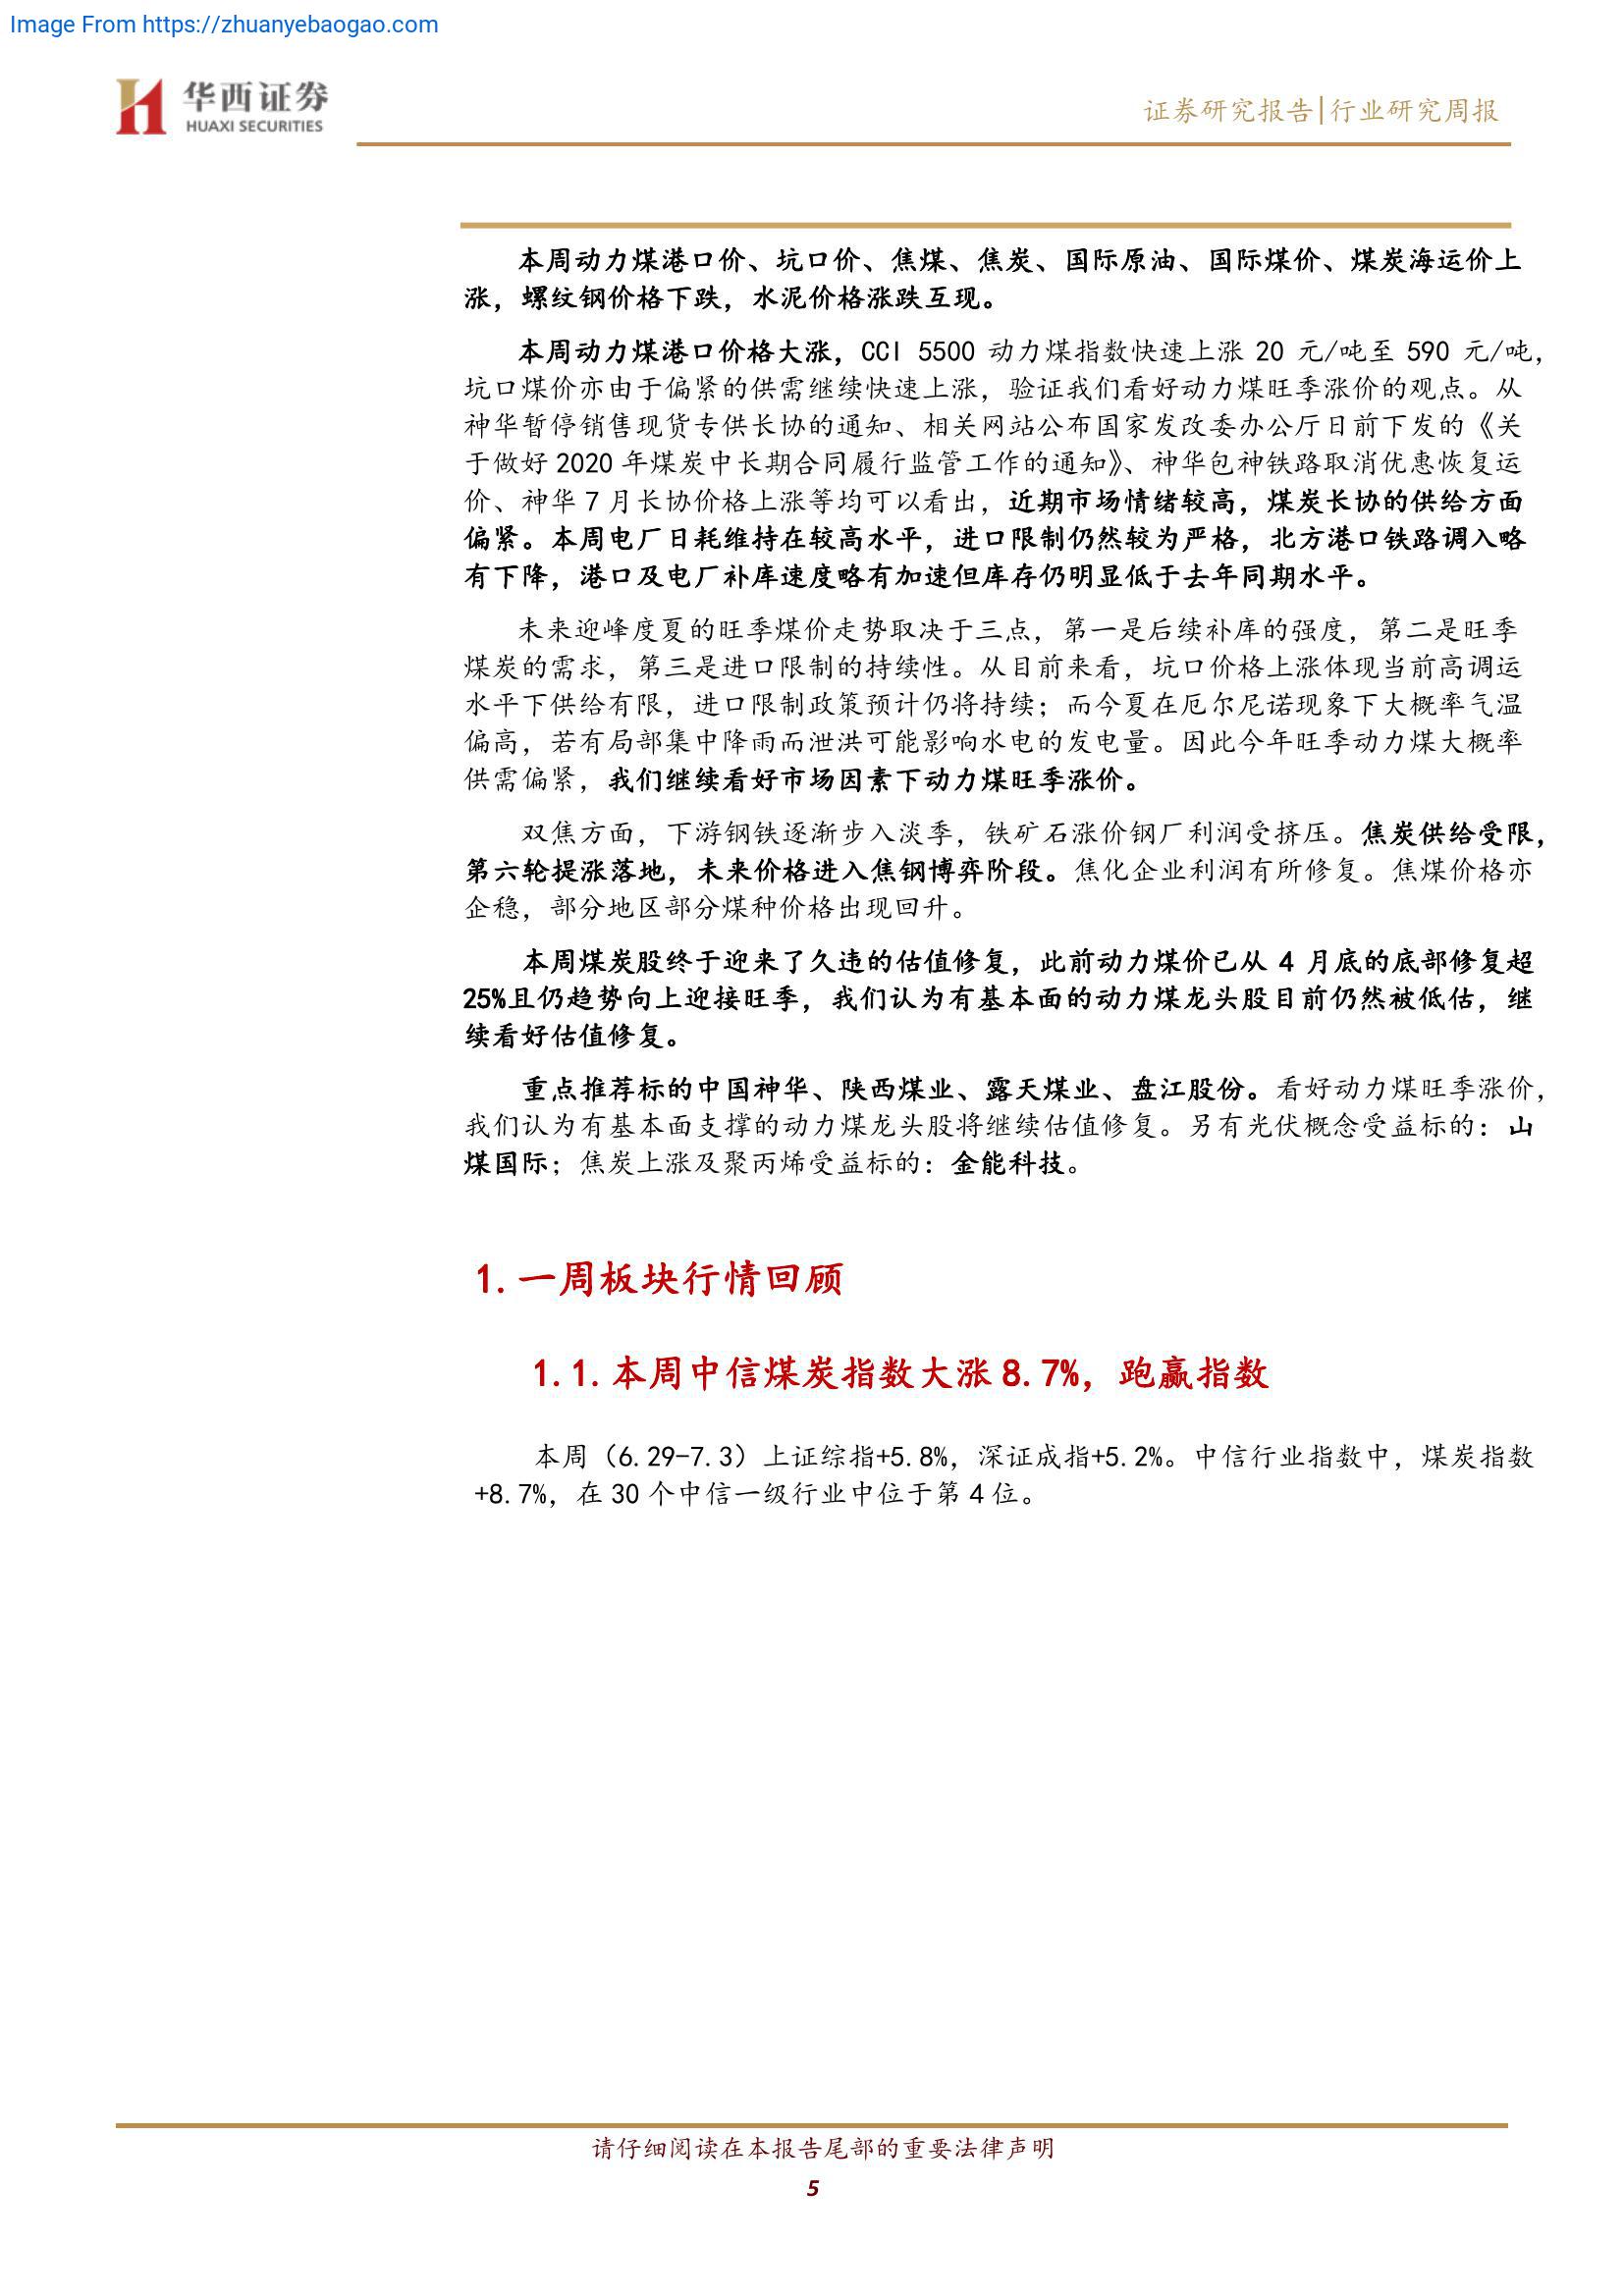 Image From https://zhuanyebaogao.com
华西证券
HUAXI SECURITIES
证券研究报告|行业研究周报
本周动力煤港口价、坑口价、焦煤、焦炭、国际原油、国际煤价、煤炭海运价上
涨，螺纹钢价格下跌，水泥价格涨跌互现。
本周动力煤港口价格大涨，CCI 5500 动力煤指数快速上涨 20 元/吨至 590 元/吨，
坑口煤价亦由于偏紧的供需继续快速上涨，验证我们看好动力煤旺季涨价的观点。从
神华暂停销售现货专供长协的通知、相关网站公布国家发改委办公厅日前下发的《关
于做好 2020 年煤炭中长期合同履行监管工作的通知》、神华包神铁路取消优惠恢复运
价、神华 7 月长协价格上涨等均可以看出，近期市场情绪较高，煤炭长协的供给方面
偏紧。本周电厂日耗维持在较高水平，进口限制仍然较为严格，北方港口铁路调入略
有下降，港口及电厂补库速度略有加速但库存仍明显低于去年同期水平。
未来迎峰度夏的旺季煤价走势取决于三点，第一是后续补库的强度，第二是旺季
煤炭的需求，第三是进口限制的持续性。从目前来看，坑口价格上涨体现当前高调运
水平下供给有限，进口限制政策预计仍将持续；而今夏在厄尔尼诺现象下大概率气温
偏高，若有局部集中降雨而泄洪可能影响水电的发电量。因此今年旺季动力煤大概率
供需偏紧，我们继续看好市场因素下动力煤旺季涨价。
双焦方面，下游钢铁逐渐步入淡季，铁矿石涨价钢厂利润受挤压。焦炭供给受限，
第六轮提涨落地，未来价格进入焦钢博弈阶段。焦化企业利润有所修复。焦煤价格亦
企稳，部分地区部分煤种价格出现回升。
本周煤炭股终于迎来了久违的估值修复，此前动力煤价已从 4 月底的底部修复超
25%且仍趋势向上迎接旺季，我们认为有基本面的动力煤龙头股目前仍然被低估，继
续看好估值修复。
重点推荐标的中国神华、陕西煤业、露天煤业、盘江股份。看好动力煤旺季涨价，
我们认为有基本面支撑的动力煤龙头股将继续估值修复。另有光伏概念受益标的：山
煤国际；焦炭上涨及聚丙烯受益标的：金能科技。
1. 一周板块行情回顾
1.1. 本周中信煤炭指数大涨 8.7%，跑赢指数
本周（6.29-7.3）上证综指+5.8%，深证成指+5.2%。中信行业指数中，煤炭指数
+8.7%，在 30 个中信一级行业中位于第 4 位。
请仔细阅读在本报告尾部的重要法律声明
5